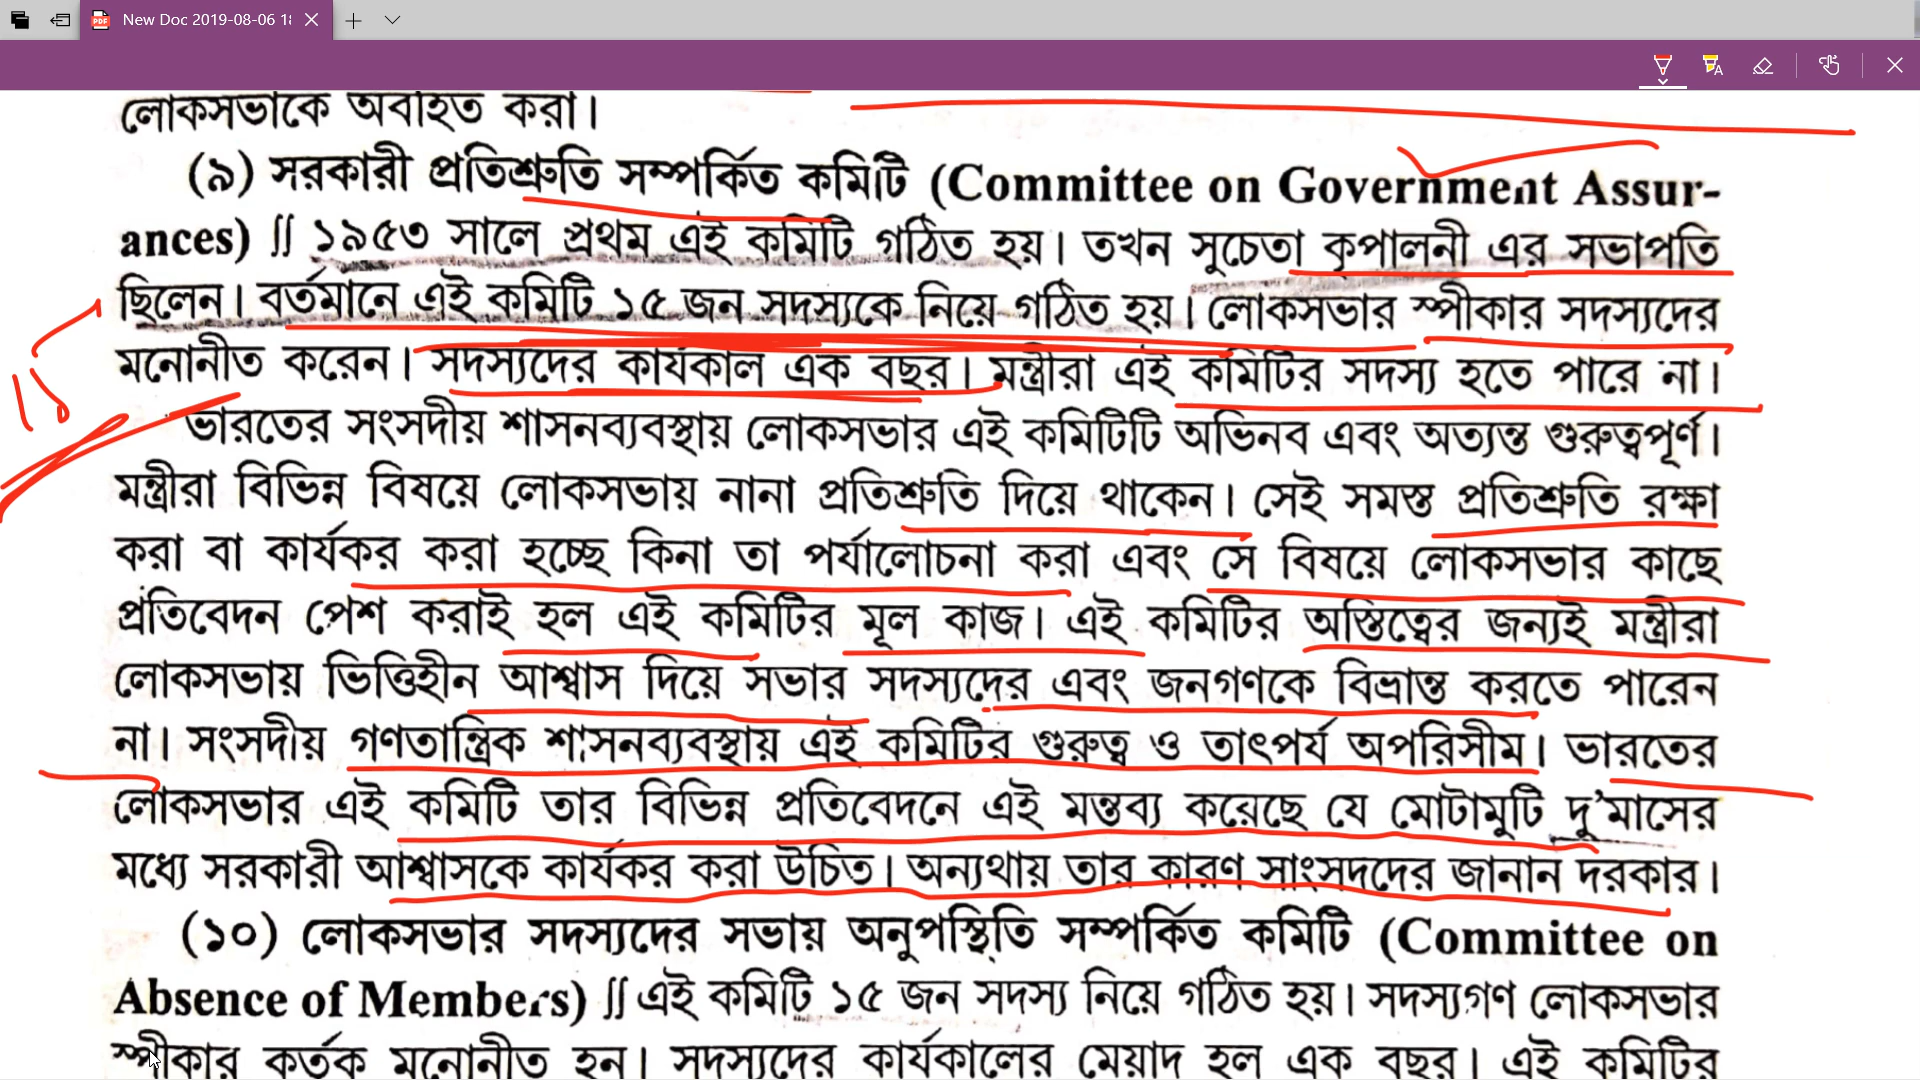 New Doc 2019-08-06 18
লোকসভাকে অবহিত করা।
(৯) সরকারী প্রতিশ্রুতি সম্পর্কিত কমিটি (Committee on Government Assur-
ances) ॥ ১৯৫৩ সালে প্রথম এই কমিটি গঠিত হয়। তখন সুচেতা কৃপালনী এর সভাপতি
ছিলেন। বর্তমানে এই কমিটি ১৫ জন সদস্যকে নিয়ে গঠিত হয়। লোকসভার স্পীকার সদস্যদের
মনোনীত করেন। সদস্যদের কার্যকাল এক বছর। মন্ত্রীরা এই কমিটির সদস্য হতে পারে না।
১৫
ভারতের সংসদীয় শাসনব্যবস্থায় লোকসভার এই কমিটিটি অভিনব এবং অত্যন্ত গুরুত্বপূর্ণ।
মন্ত্রীরা বিভিন্ন বিষয়ে লোকসভায় নানা প্রতিশ্রুতি দিয়ে থাকেন। সেই সমস্ত প্রতিশ্রুতি রক্ষা
করা বা কার্যকর করা হচ্ছে কিনা তা পর্যালোচনা করা এবং সে বিষয়ে লোকসভার কাছে
প্রতিবেদন পেশ করাই হল এই কমিটির মূল কাজ। এই কমিটির অস্তিত্বের জন্যই মন্ত্রীরা
লোকসভায় ভিত্তিহীন আশ্বাস দিয়ে সভার সদস্যদের এবং জনগণকে বিভ্রান্ত করতে পারেন
না। সংসদীয় গণতান্ত্রিক শাসনব্যবস্থায় এই কমিটির গুরুত্ব ও তাৎপর্য অপরিসীম। ভারতের
লোকসভার এই কমিটি তার বিভিন্ন প্রতিবেদনে এই মন্তব্য করেছে যে মোটামুটি দু'মাসের
মধ্যে সরকারী আশ্বাসকে কার্যকর করা উচিত। অন্যথায় তার কারণ সাংসদদের জানান দরকার।
(১০) লোকসভার সদস্যদের সভায় অনুপস্থিতি সম্পর্কিত কমিটি (Committee on
Absence of Members) ॥ এই কমিটি ১৫ জন সদস্য নিয়ে গঠিত হয়। সদস্যগণ লোকসভার
স্পীকার কর্তৃক মনোনীত হন। সদস্যদের কার্যকালের মেয়াদ হল এক বছর। এই কমিটির